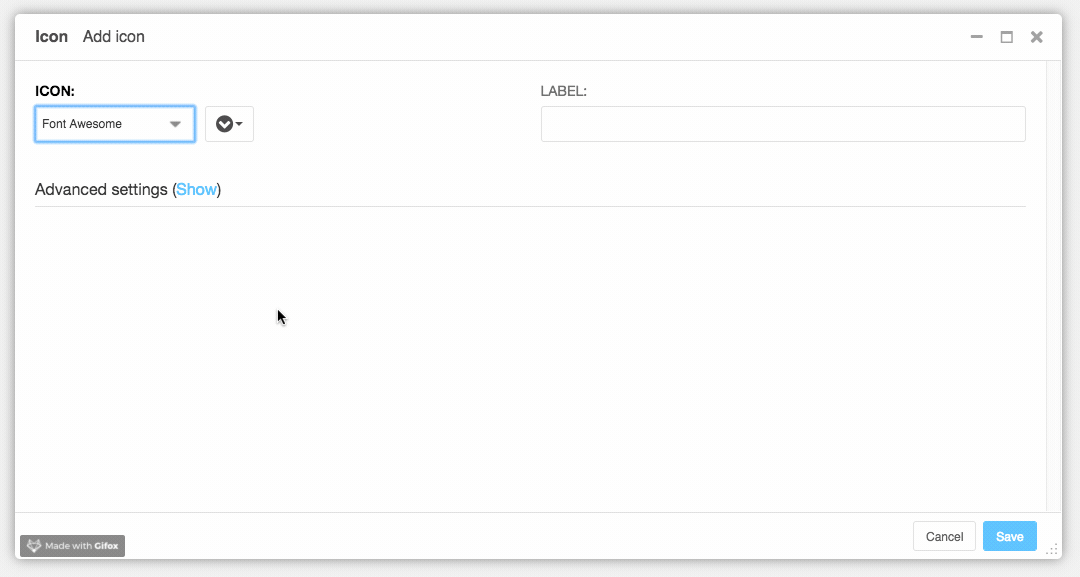 Icon Add icon
ICON: LABEL:
Font Awesome
Advanced settings (Show)
Cancel Save
Made with Gifox